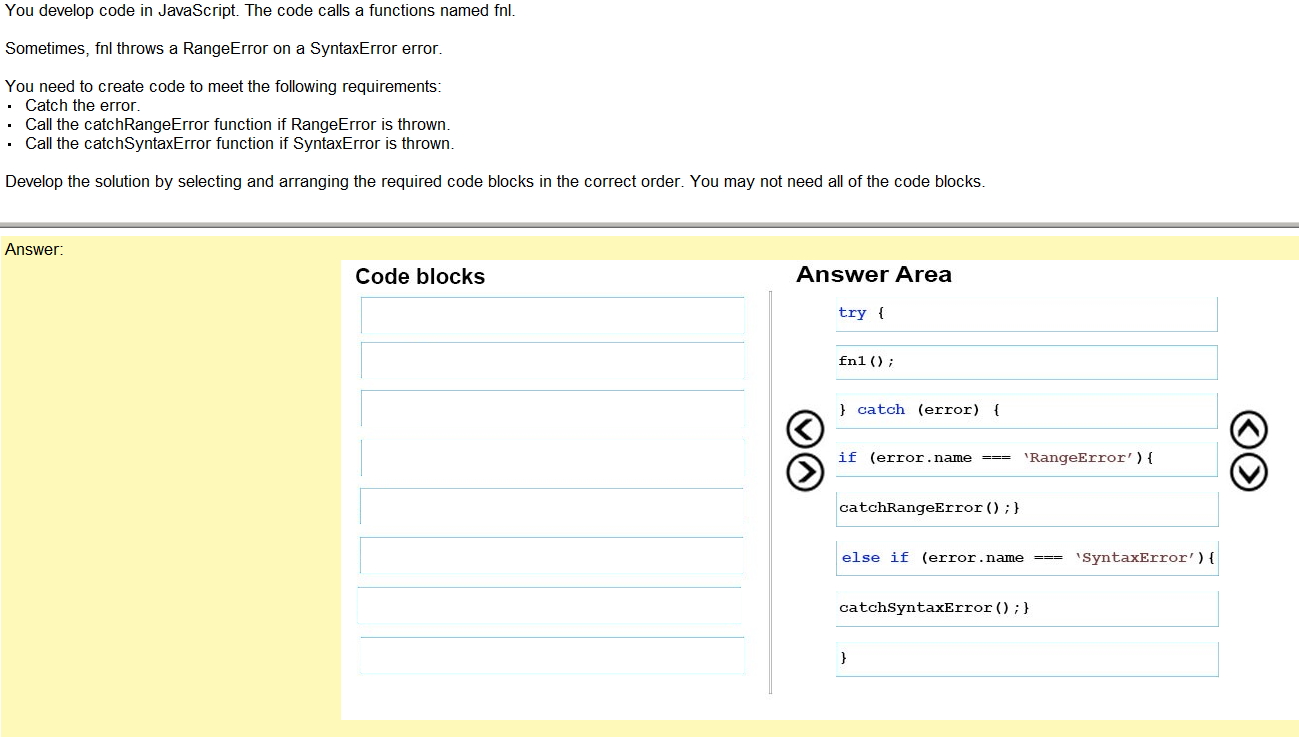 You develop code in JavaScript. The code calls a functions named fnl.
Sometimes, fnl throws a RangeError on a SyntaxError error.
You need to create code to meet the following requirements:
· Catch the error.
· Call the catchRangeError function if RangeError is thrown.
· Call the catchSyntaxError function if SyntaxError is thrown.
Develop the solution by selecting and arranging the required code blocks in the correct order. You may not need all of the code blocks.
Answer:
Code blocks
Answer Area
try {
fn1();
} catch (error) {
if (error.name === ‘RangeError’){
catchRangeError();}
else if (error.name === ‘SyntaxError’){
catchSyntaxError();}
}